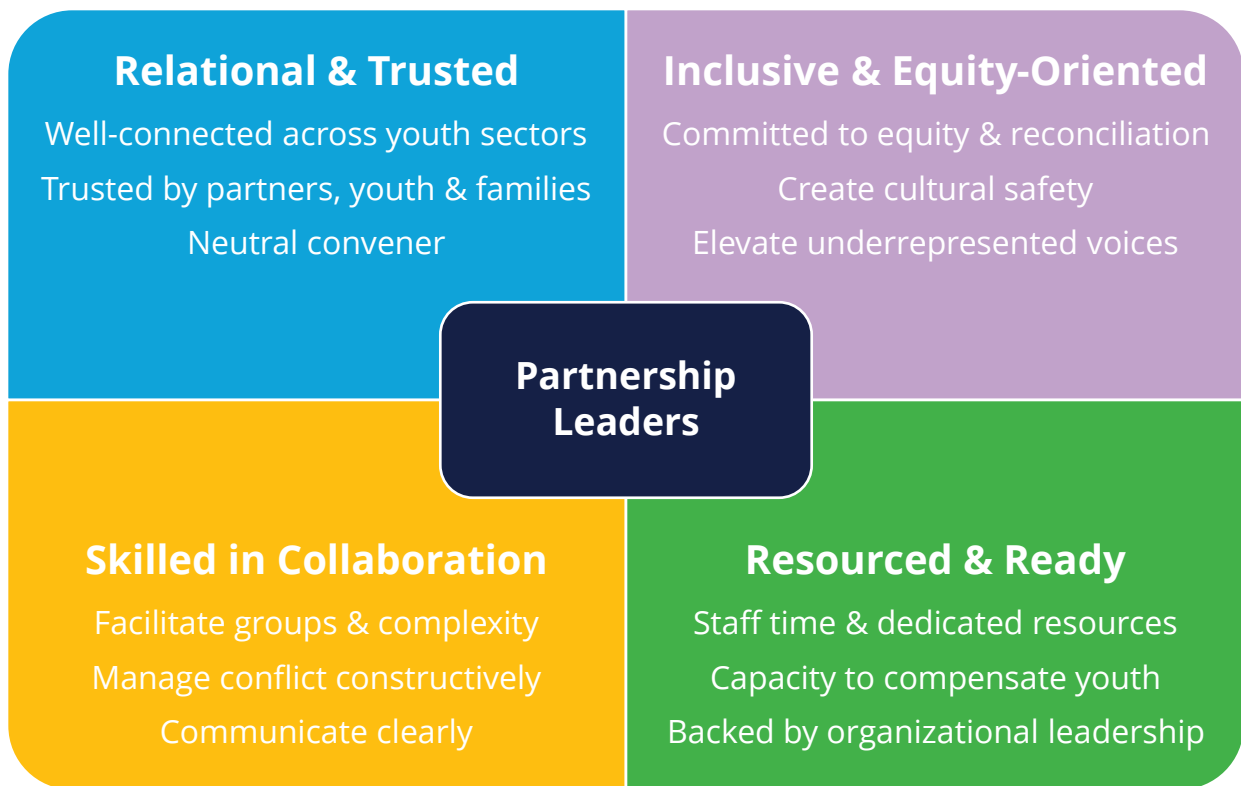 Relational & Trusted
Well-connected across youth sectors
Trusted by partners, youth & families
Neutral convener
Inclusive & Equity-Oriented
Committed to equity & reconciliation
Create cultural safety
Elevate underrepresented voices
Partnership
Leaders
Skilled in Collaboration
Facilitate groups & complexity
Manage conflict constructively
Communicate clearly
Resourced & Ready
Staff time & dedicated resources
Capacity to compensate youth
Backed by organizational leadership